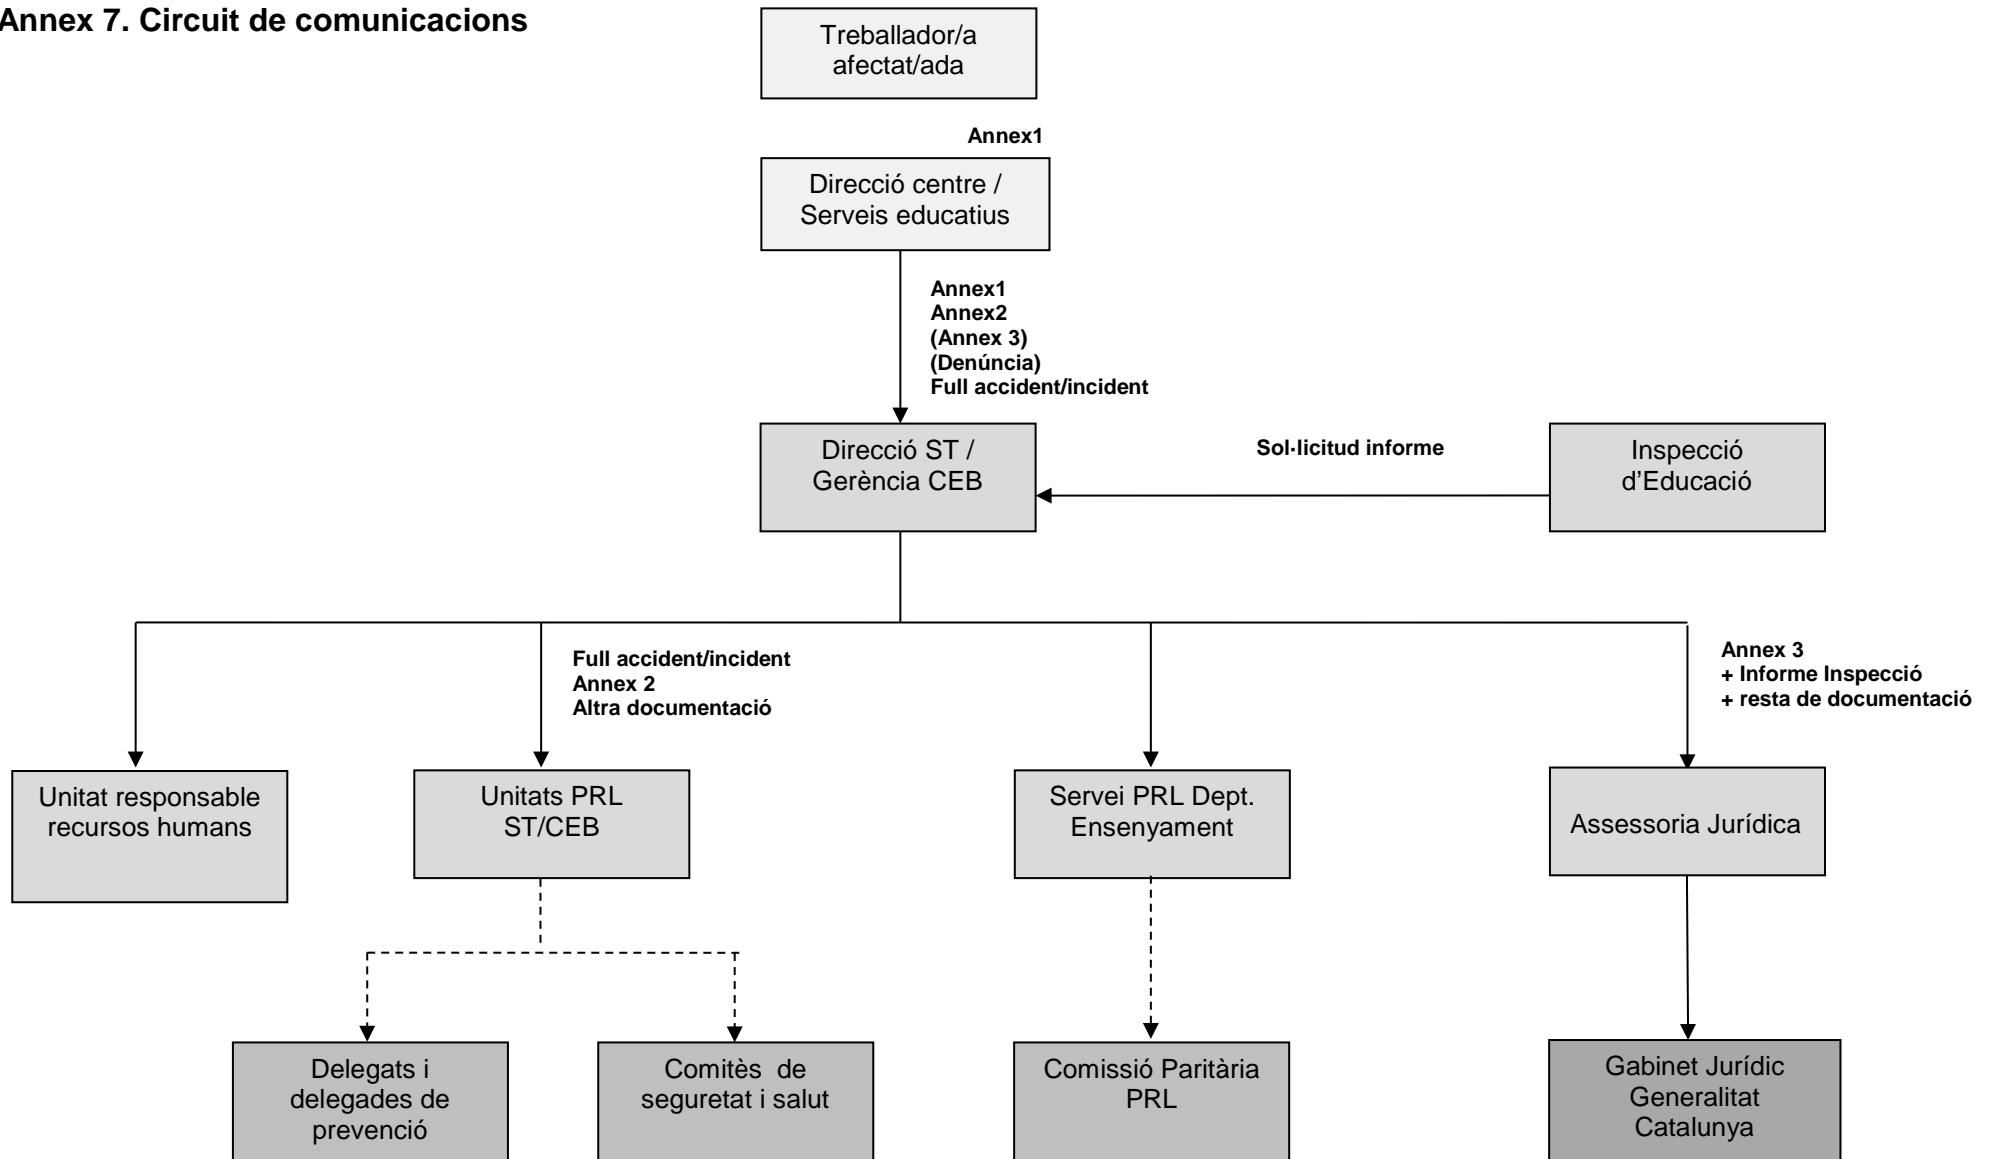 Annex 7. Circuit de comunicacions
Treballador/a
afectat/ada
Annex1
Direcció centre /
Serveis educatius
Annex1
Annex2
(Annex 3)
(Denúncia)
Full accident/incident
Direcció ST /
Gerència CEB
Sol·licitud informe
Inspecció
d’Educació
Full accident/incident
Annex 2
Altra documentació
Annex 3
+ Informe Inspecció
+ resta de documentació
Unitat responsable
recursos humans
Unitats PRL
ST/CEB
Servei PRL Dept.
Ensenyament
Assessoria Jurídica
Delegats i
delegades de
prevenció
Comitès  de
seguretat i salut
Comissió Paritària
PRL
Gabinet Jurídic
Generalitat
Catalunya